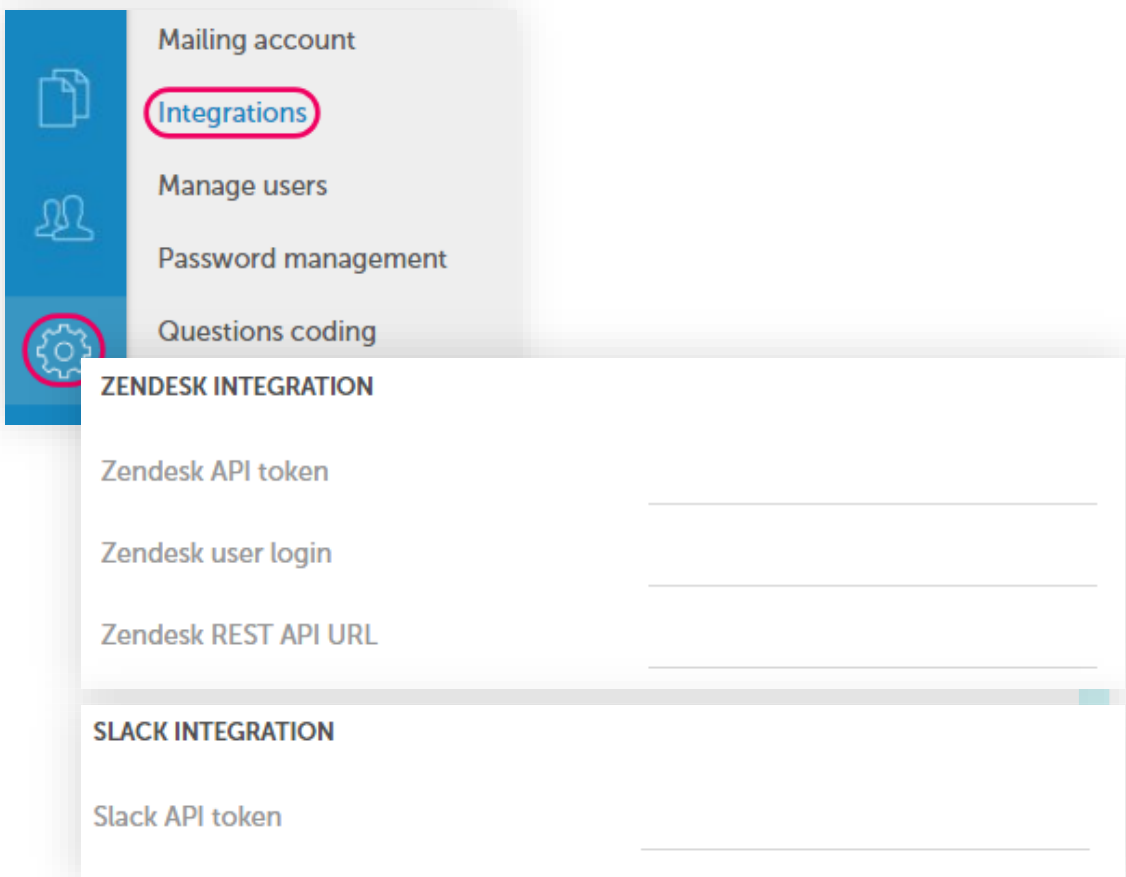 Mailing account
Integrations
Manage users
Password management
Questions coding
ZENDESK INTEGRATION
Zendesk API token
Zendesk user login
Zendesk REST API URL
SLACK INTEGRATION
Slack API token